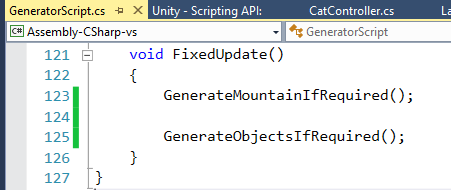 GeneratorScript.cs Unity - Scripting API: CatController.cs La
C# Assembly-CSharp-vs GeneratorScript
121 void FixedUpdate()
122 {
123 GenerateMountainIfRequired();
124
125 GenerateObjectsIfRequired();
126 }
127 }